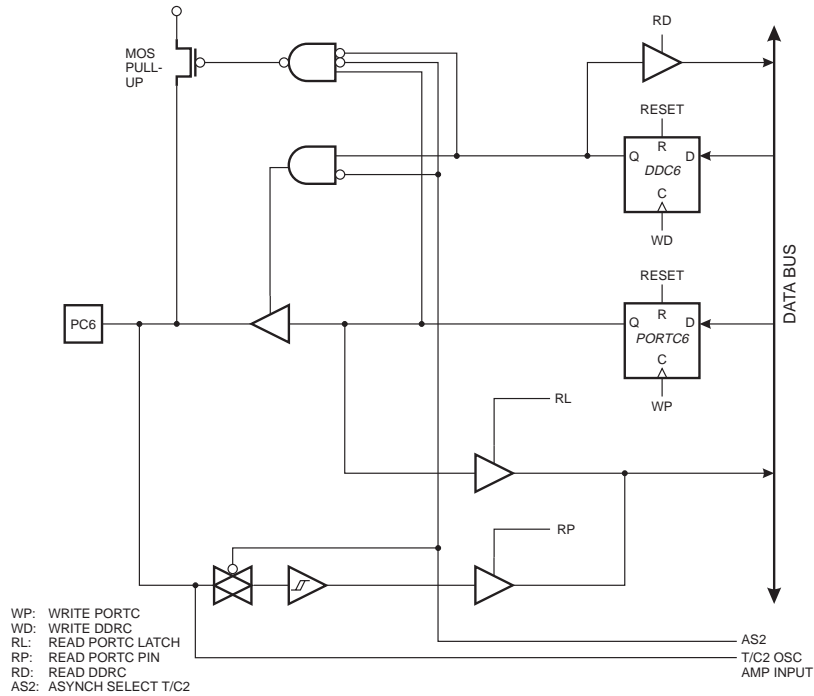 RD
MOS
PULL-
UP
RESET
R
Q
D
DDC6
C
WD
DATA BUS
RESET
R
PC6
Q
D
PORTC6
C
WP
RL
RP
WP: WRITE PORTC
WD: WRITE DDRC
RL: READ PORTC LATCH
RP: READ PORTC PIN
RD: READ DDRC
AS2: ASYNCH SELECT T/C2
AS2
T/C2 OSC
AMP INPUT